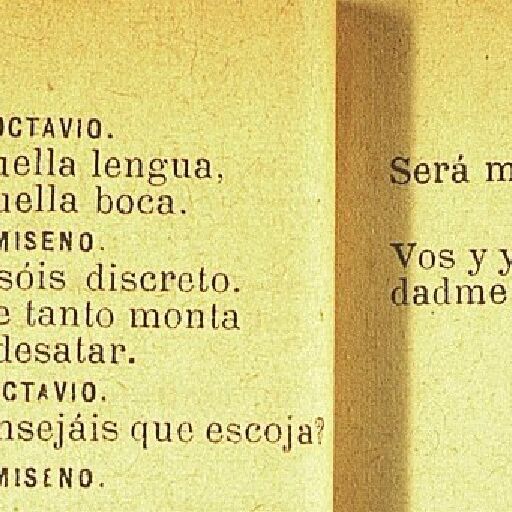 OCTAVIO.
uella lengua,
uella boca.
MISENO.
sóis discreto.
e tanto monta
desatar.
OCTAVIO.
nsejáis que escoja?
MISENO.
Será m
Vos y y
dadme